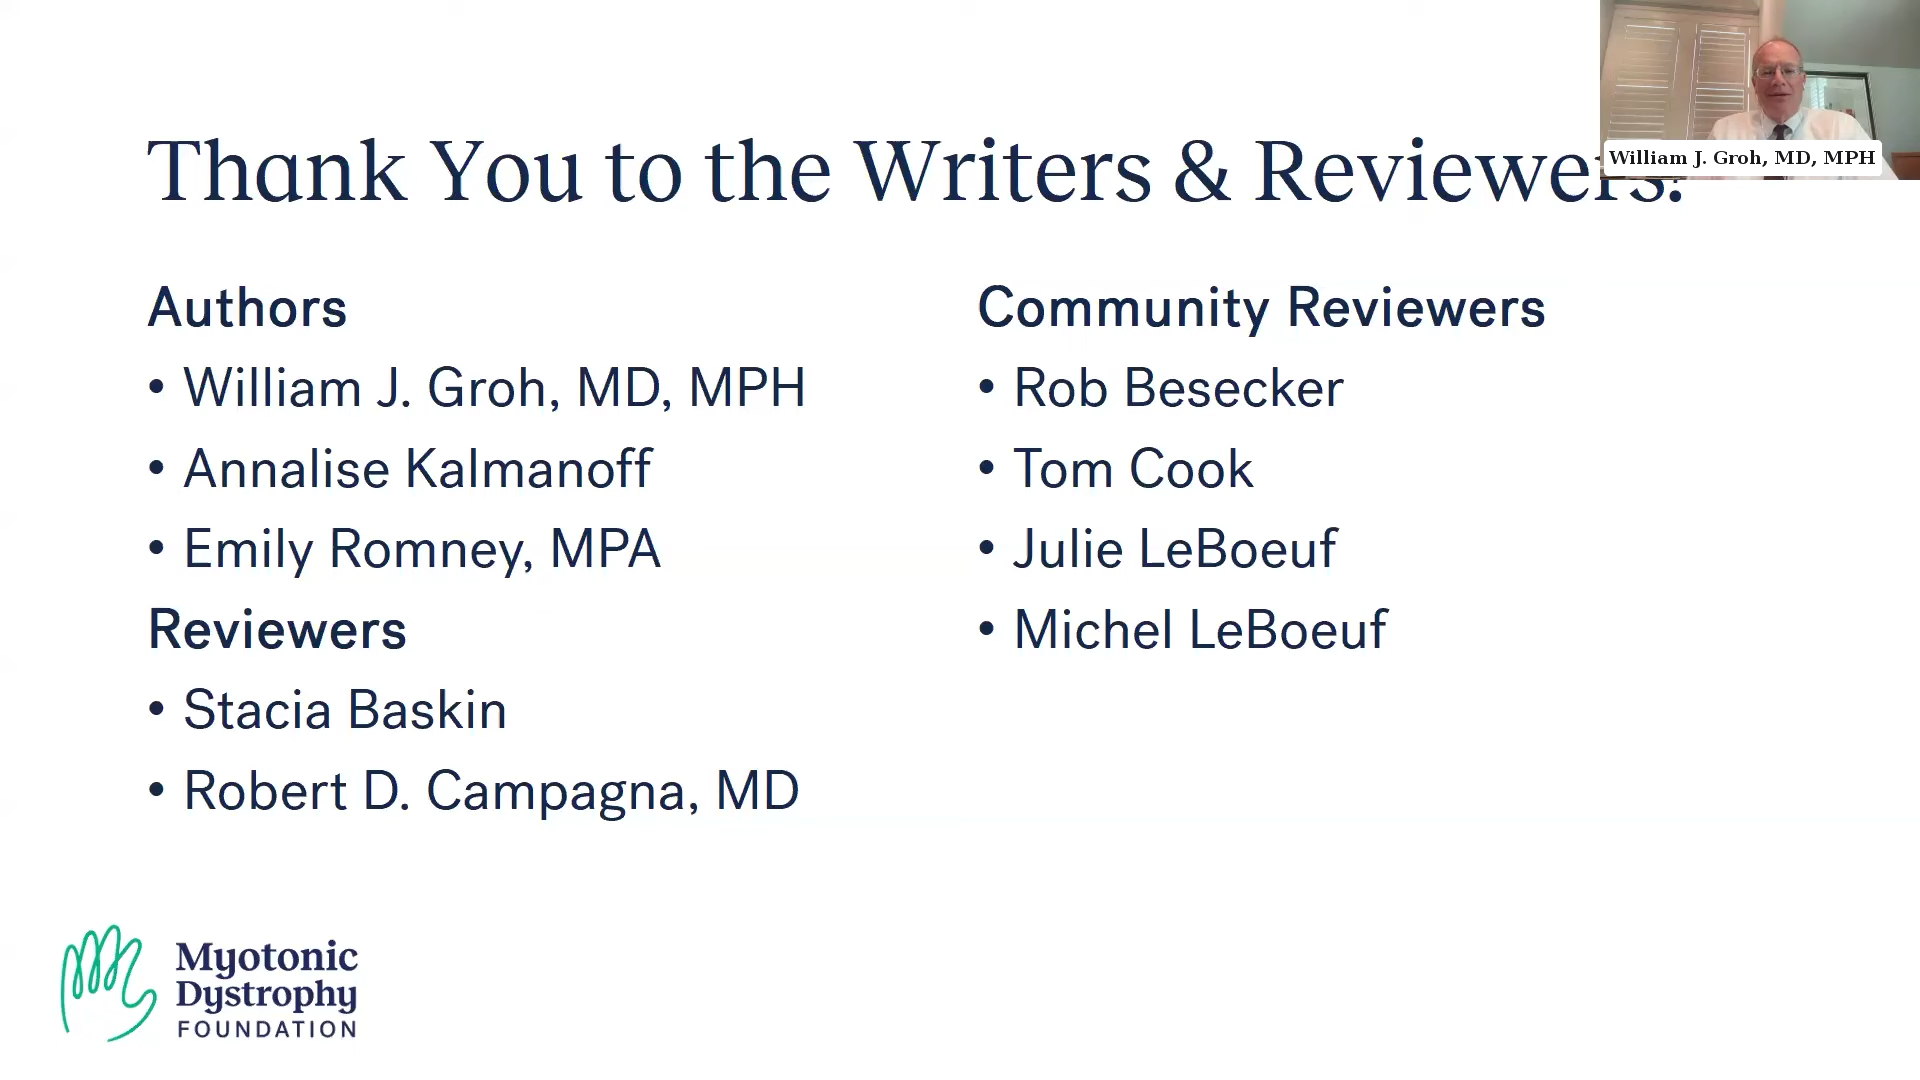 Thank You to the Writers & Reviewers!
William J. Groh, MD, MPH
Authors
• William J. Groh, MD, MPH
• Annalise Kalmanoff
• Emily Romney, MPA
Reviewers
• Stacia Baskin
• Robert D. Campagna, MD
Community Reviewers
• Rob Besecker
• Tom Cook
• Julie LeBoeuf
• Michel LeBoeuf
Myotonic
Dystrophy
FOUNDATION